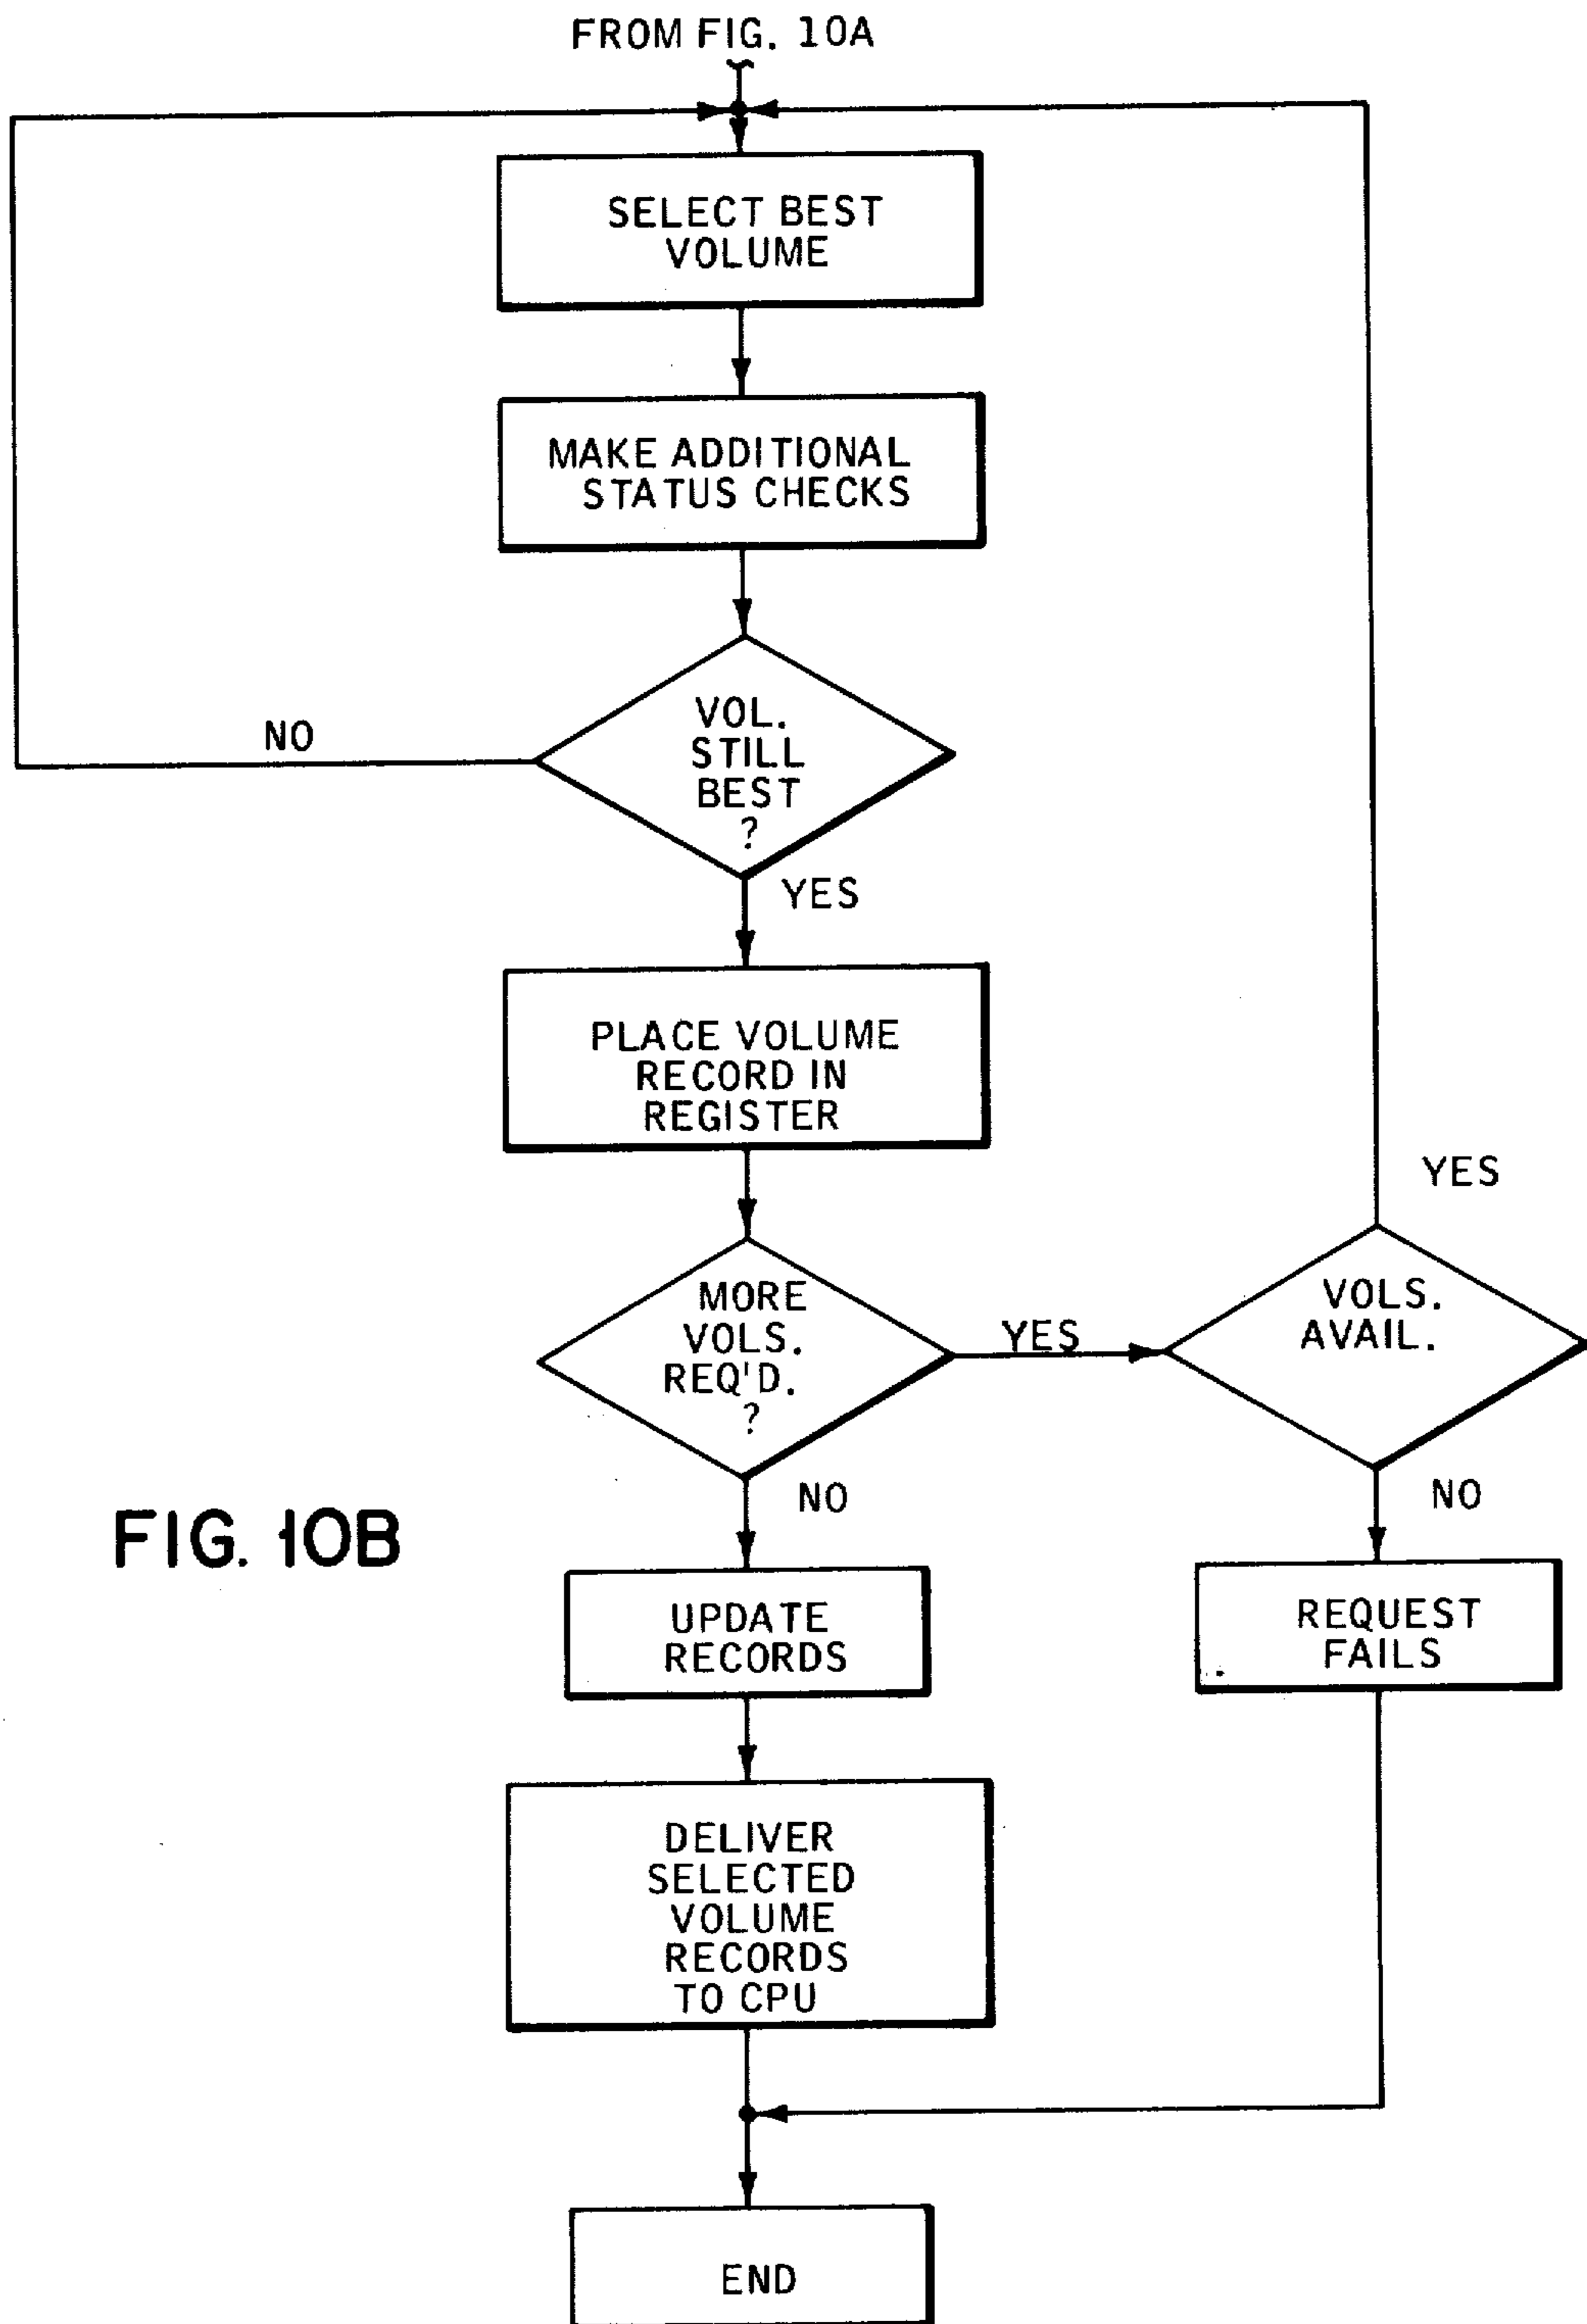 FROM FIG. 10A
SELECT BEST
VOLUME
MAKE ADDITIONAL
STATUS CHECKS
VOL.
STILL
BEST
?
NO
YES
PLACE VOLUME
RECORD IN
REGISTER
MORE
VOLS.
REQ'D.
?
YES
VOLS.
AVAIL.
YES
NO
NO
FIG. 10B
UPDATE
RECORDS
REQUEST
FAILS
DELIVER
SELECTED
VOLUME
RECORDS
TO CPU
END